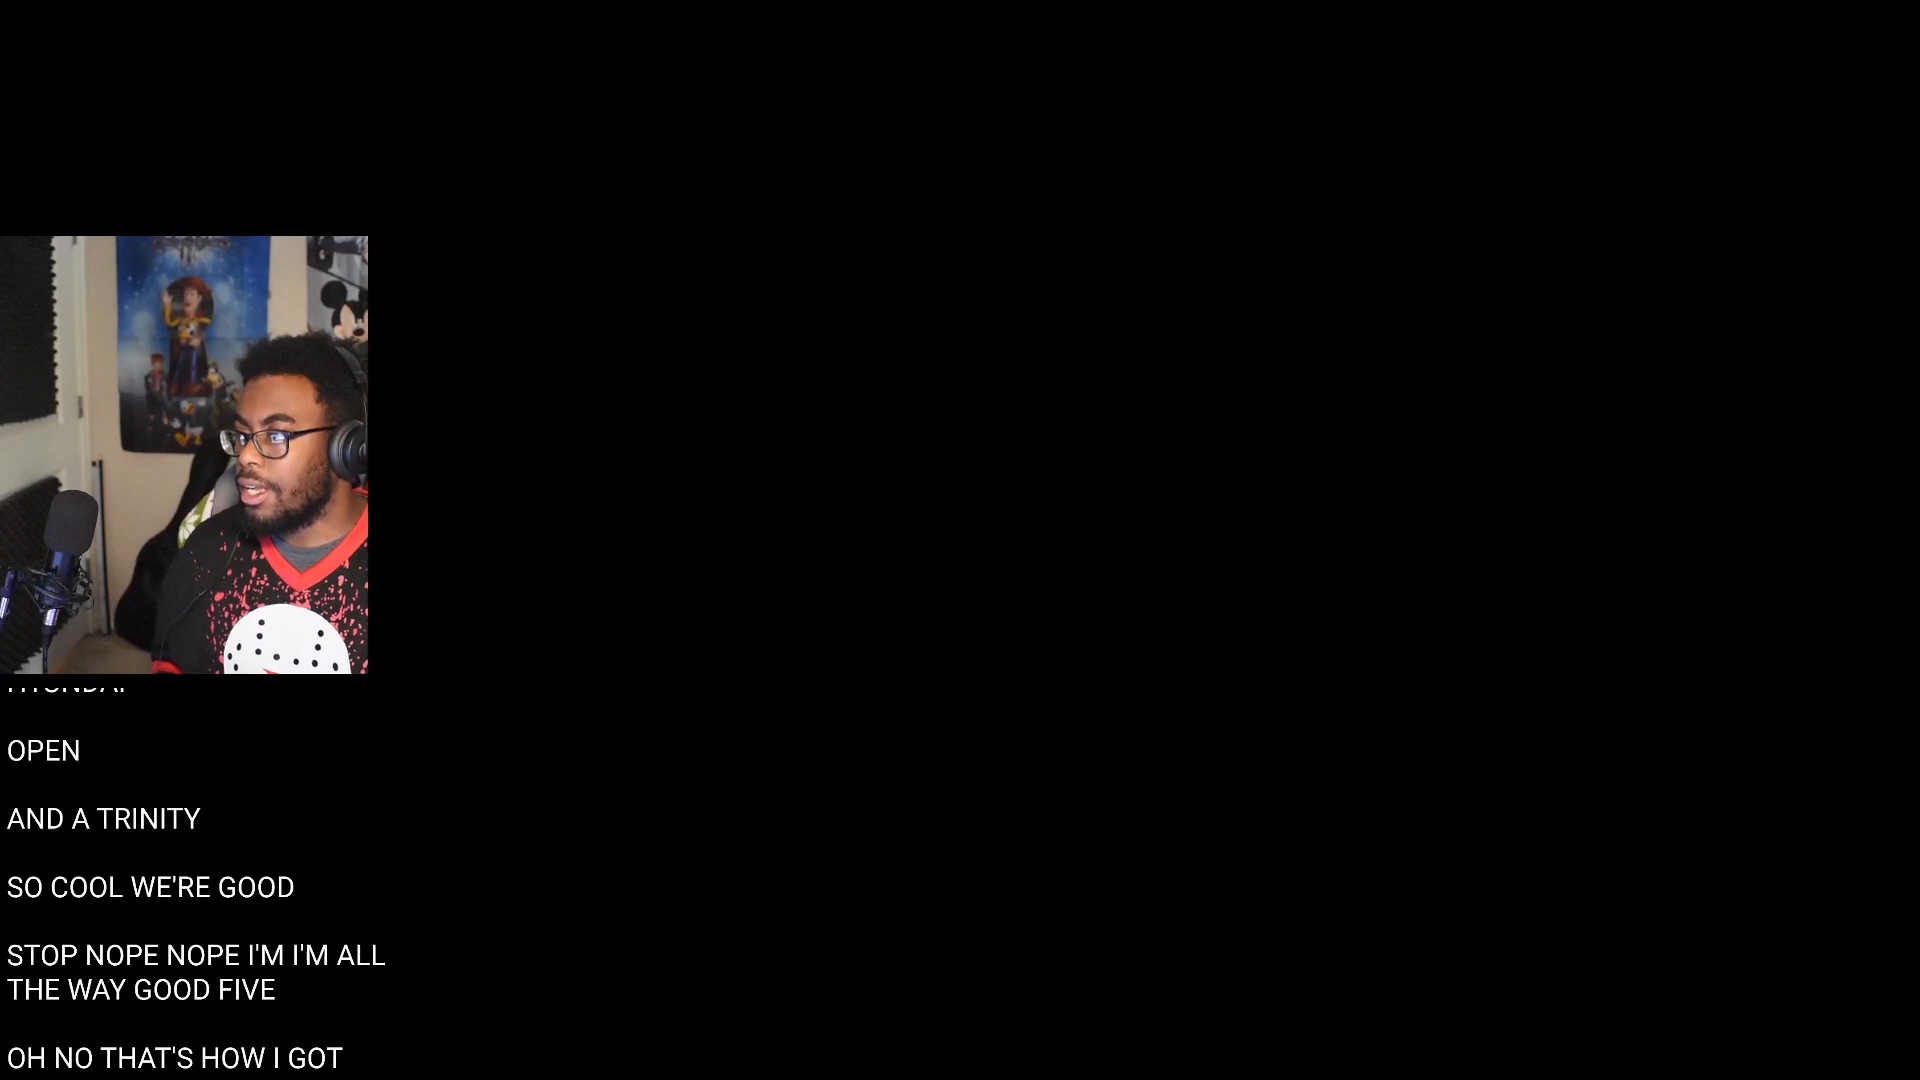 HYUNDAI
OPEN
AND A TRINITY
SO COOL WE'RE GOOD
STOP NOPE NOPE I'M I'M ALL
THE WAY GOOD FIVE
OH NO THAT'S HOW I GOT